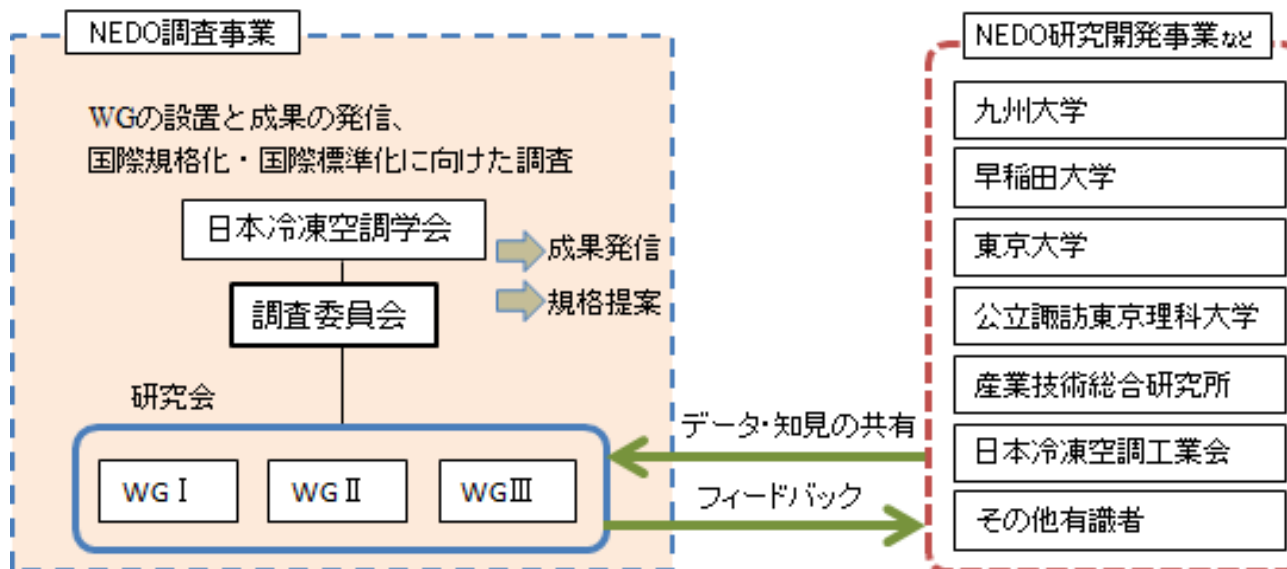 NEDO調査事業
WGの設置と成果の発信、
国際規格化・国際標準化に向けた調査
日本冷凍空調学会
調査委員会
成果発信
規格提案
研究会
WGⅠ
WGⅡ
WGⅢ
データ・知見の共有
フィードバック
NEDO研究開発事業など
九州大学
早稲田大学
東京大学
公立諏訪東京理科大学
産業技術総合研究所
日本冷凍空調工業会
その他有識者